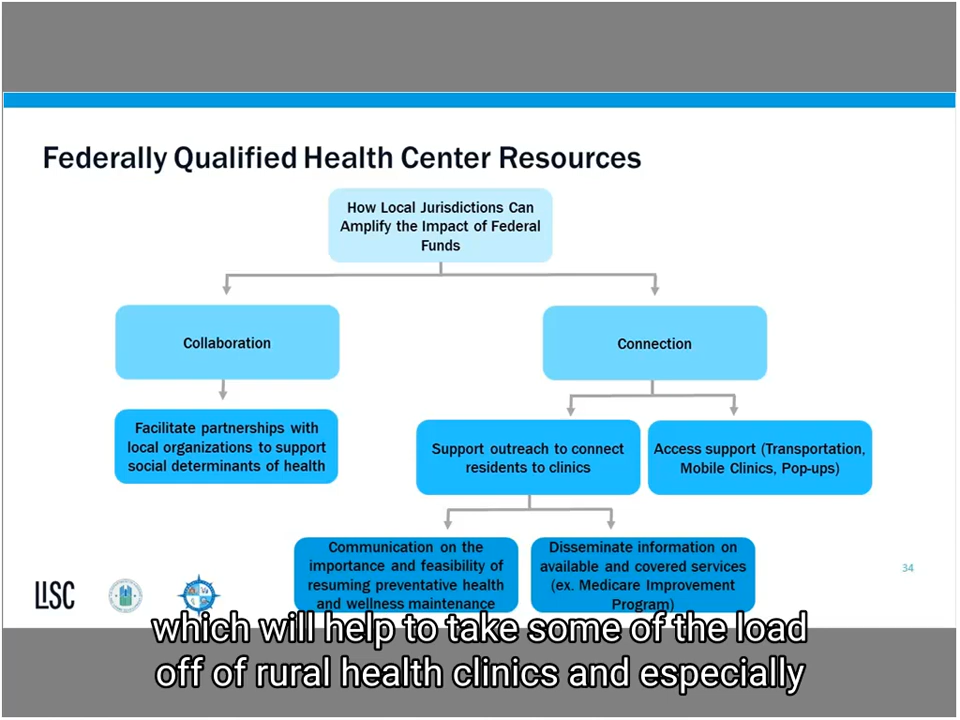 Federally Qualified Health Center Resources
How Local Jurisdictions Can
Amplify the Impact of Federal
Funds
Collaboration
Connection
Facilitate partnerships with
local organizations to support
social determinants of health
Support outreach to connect
residents to clinics
Access support (Transportation,
Mobile Clinics, Pop-ups)
Communication on the
importance and feasibility of
resuming preventative health
and wellness maintenance
Disseminate information on
available and covered services
(ex. Medicare Improvement
Program)
34
LISC
which will help to take some of the load
off of rural health clinics and especially